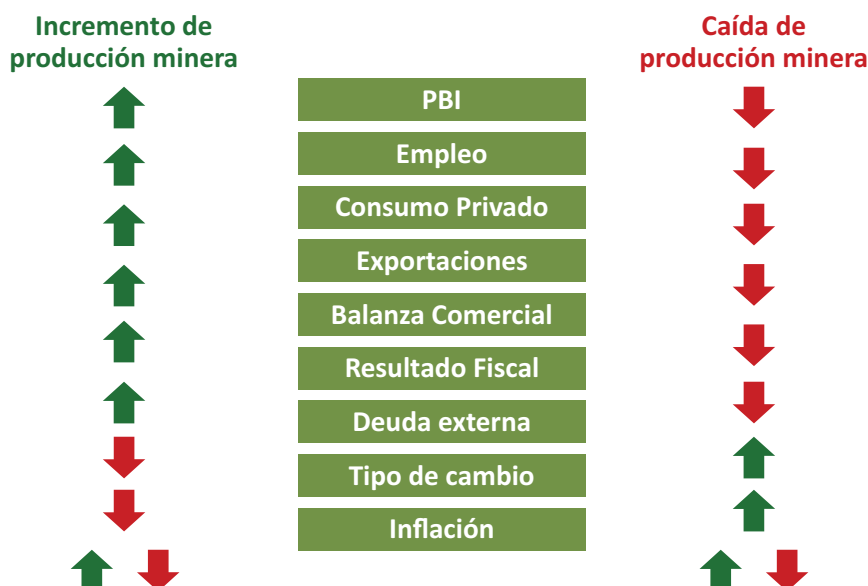 Incremento de
producción minera
Caída de
producción minera
PBI
Empleo
Consumo Privado
Exportaciones
Balanza Comercial
Resultado Fiscal
Deuda externa
Tipo de cambio
Inflación